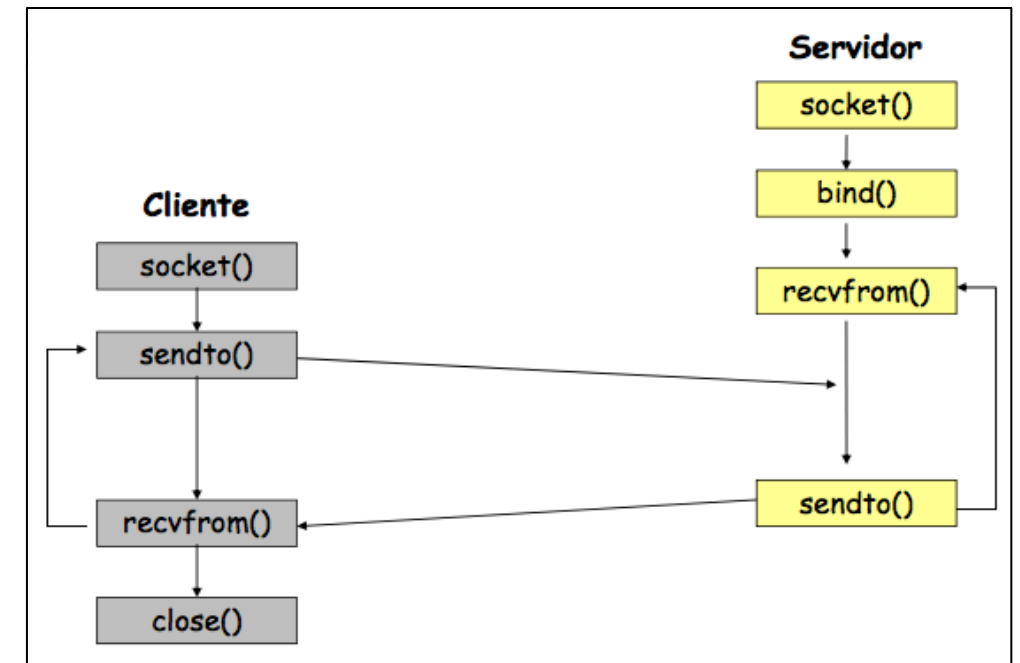 Servidor
socket()
bind()
recvfrom()
sendto()
Cliente
socket()
sendto()
recvfrom()
close()